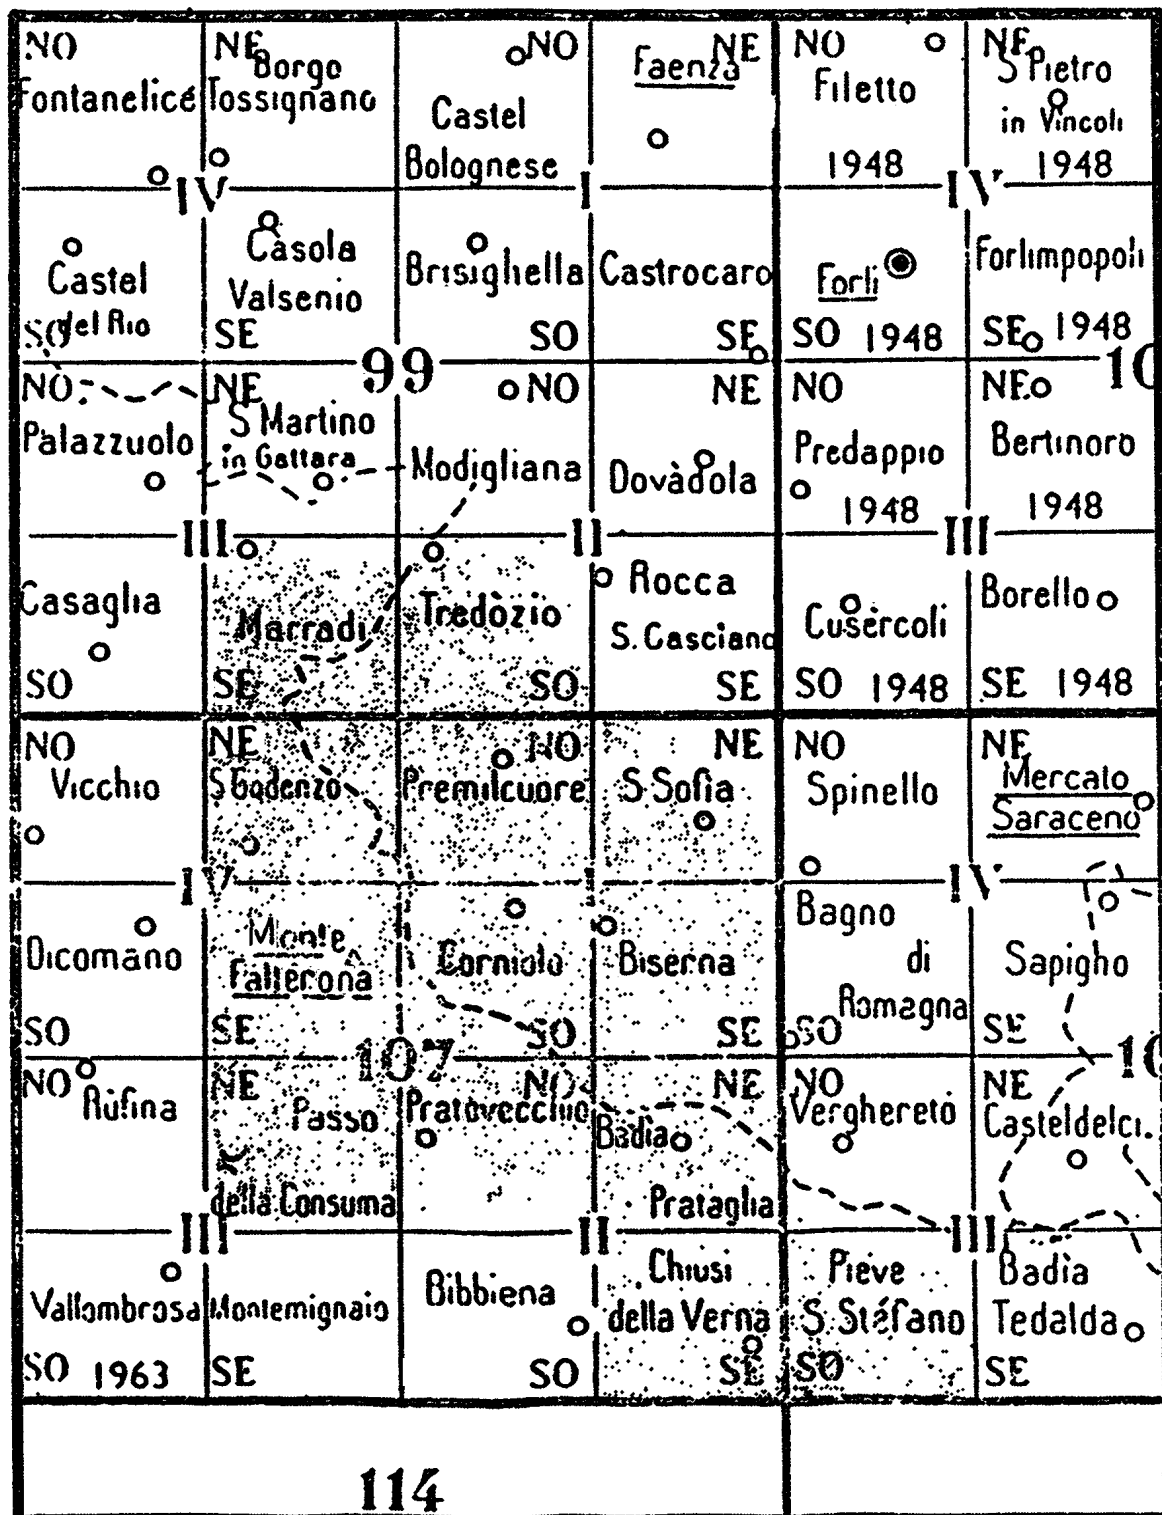 NO NE NO NE NO NE
Fontanelice Borgo Tossignano Castel Bolognese Faenza Filetto 1948 S Pietro in Vincoli 1948
IV I IV
Castel del Rio Casola Valsenio Brisighella Castrocaro Forlì Forlimpopoli
SO SE SO SE SO 1948 SE 1948
99 10
NO NE NO NE NO NE
Palazzuolo S Martino in Gattara Modigliana Dovàdola Predappio 1948 Bertinoro 1948
III II III
Casaglia Marradi Tredòzio Rocca S. Casciano Cusèrcoli Borello
SO SE SO SE SO 1948 SE 1948
NO NE NO NE NO NE
Vicchio S Godenzo Premilcuore S Sofia Spinello Mercato Saraceno
IV I IV
Dicomano Monte Falterona Corniolo Biserna Bagno di Romagna Sapigho
SO SE SO SE SO SE
107 10
NO NE NO NE NO NE
Rùfina Passo della Consuma Pratovecchio Badia Prataglia Verghereto Casteldelci.
III II III
Vallombrosa Montemignaio Bibbiena Chiusi della Verna Pieve S. Stéfano Badìa Tedalda
SO 1963 SE SO SE SO SE
114